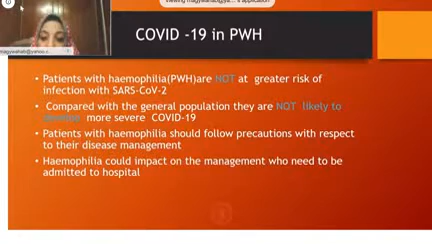 COVID -19 in PWH
• Patients with haemophilia(PWH)are NOT at greater risk of
infection with SARS-CoV-2
• Compared with the general population they are NOT likely to
more severe COVID-19
• Patients with haemophilia should follow precautions with respect
to their disease management
• Haemophilia could impact on the management who need to be
admitted to hospital